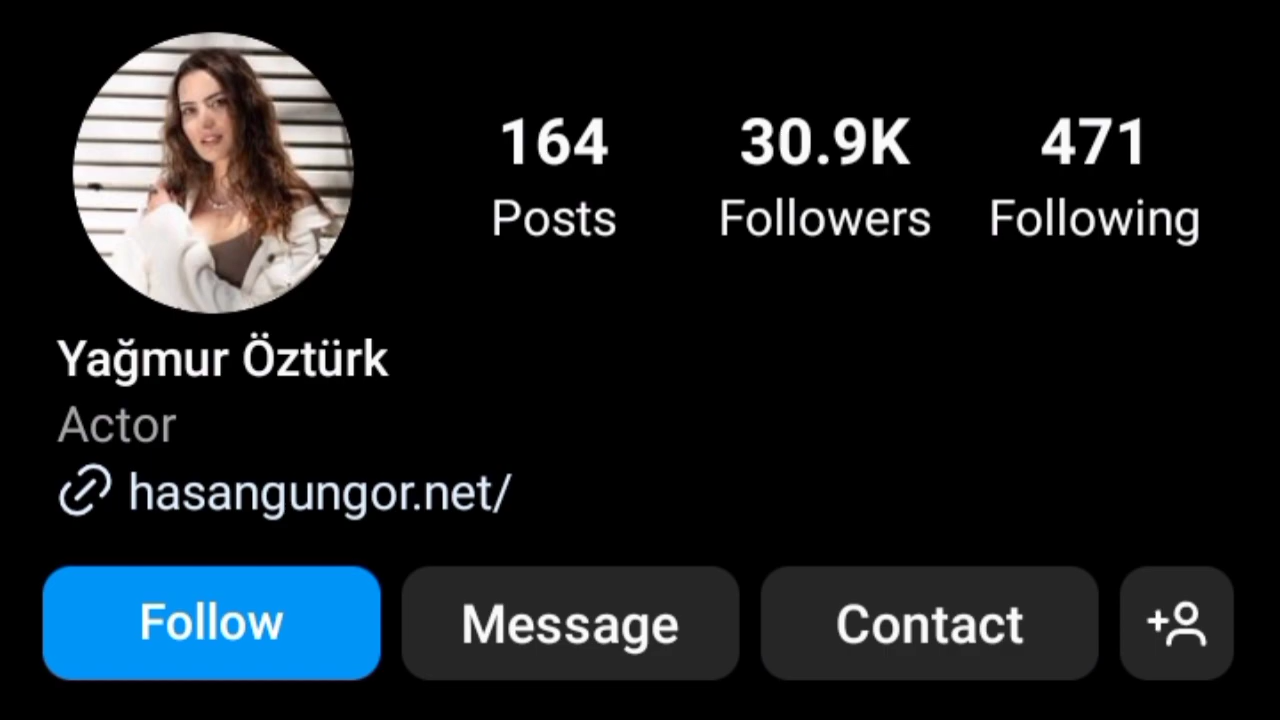 164 30.9K 471
Posts Followers Following
Yağmur Öztürk
Actor
hasangungor.net/
Follow Message Contact